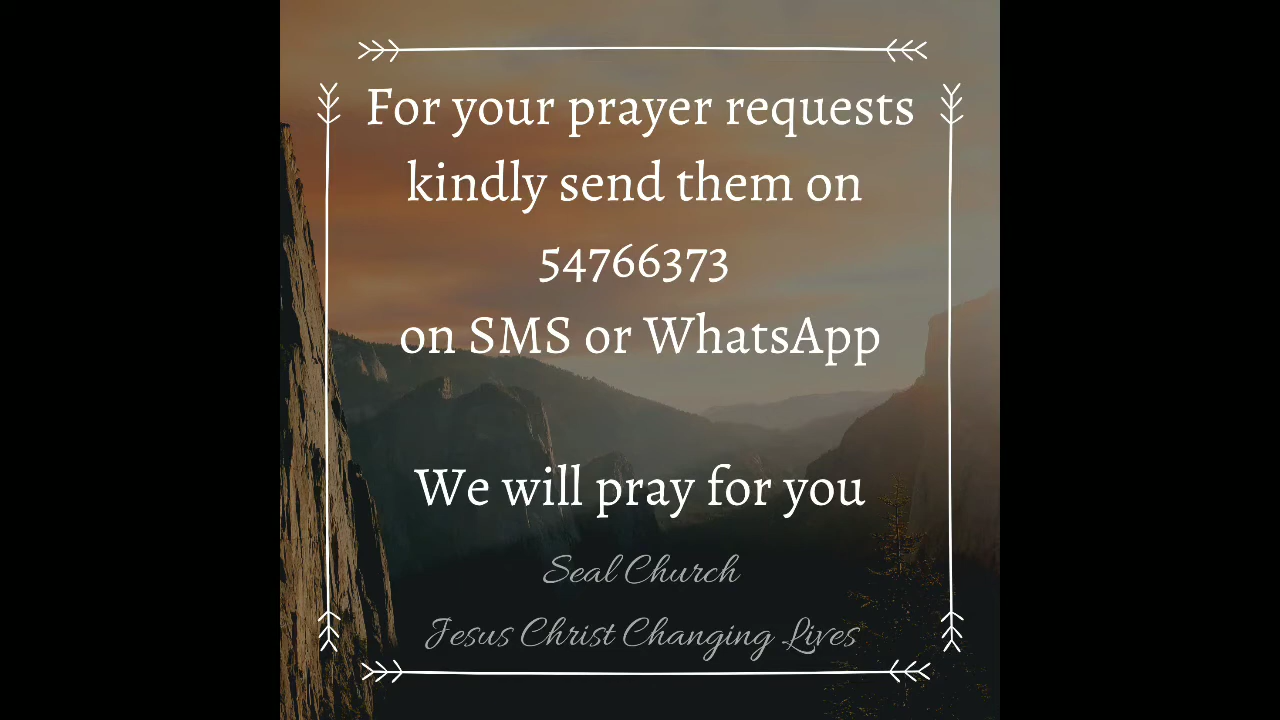 For your prayer requests
kindly send them on
54766373
on SMS or WhatsApp
We will pray for you
Seal Church
Jesus Christ Changing Lives